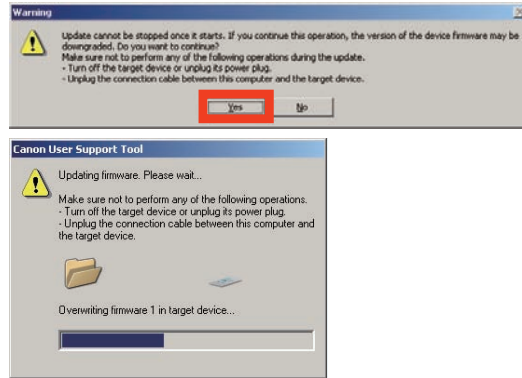 Warning
Update cannot be stopped once it starts. If you continue this operation, the version of the device firmware may be
downgraded. Do you want to continue?
Make sure not to perform any of the following operations during the update.
- Turn off the target device or unplug its power plug.
- Unplug the connection cable between this computer and the target device.
Yes No
Canon User Support Tool
Updating firmware. Please wait...
Make sure not to perform any of the following operations.
- Turn off the target device or unplug its power plug.
- Unplug the connection cable between this computer and
the target device.
Overwriting firmware 1 in target device...